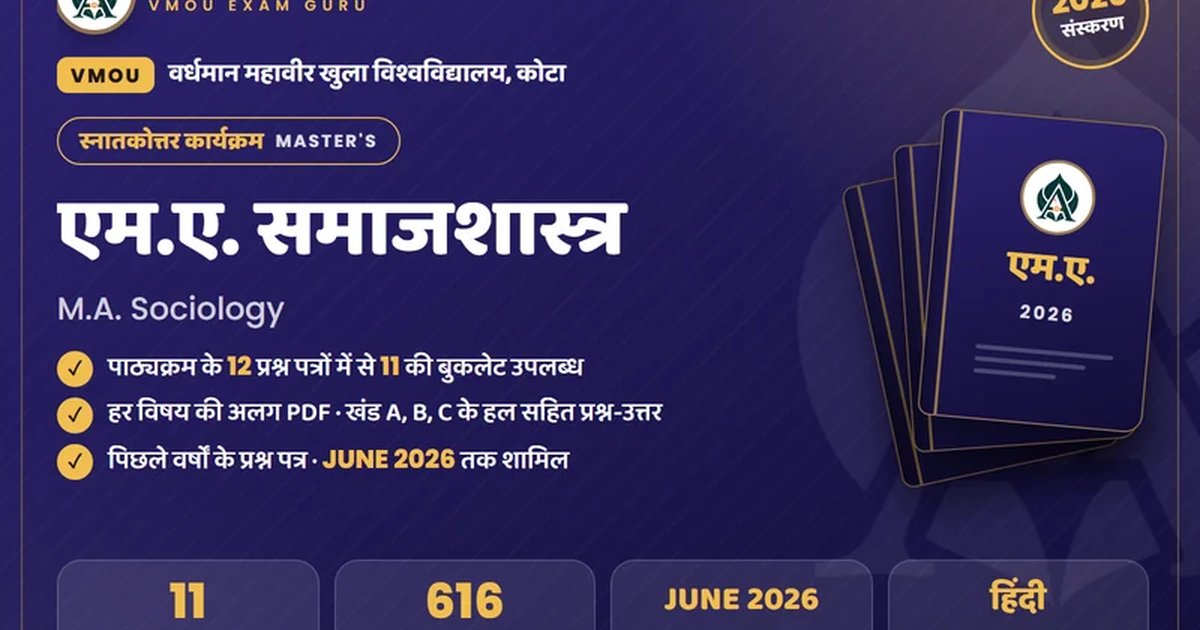 VMOU EXAM GURU
2026
संस्करण
VMOU वर्धमान महावीर खुला विश्वविद्यालय, कोटा
स्नातकोत्तर कार्यक्रम MASTER'S
एम.ए. समाजशास्त्र
M.A. Sociology
पाठ्यक्रम के 12 प्रश्न पत्रों में से 11 की बुकलेट उपलब्ध
हर विषय की अलग PDF · खंड A, B, C के हल सहित प्रश्न-उत्तर
पिछले वर्षों के प्रश्न पत्र · JUNE 2026 तक शामिल
एम.ए.
2026
11
616
JUNE 2026
हिंदी